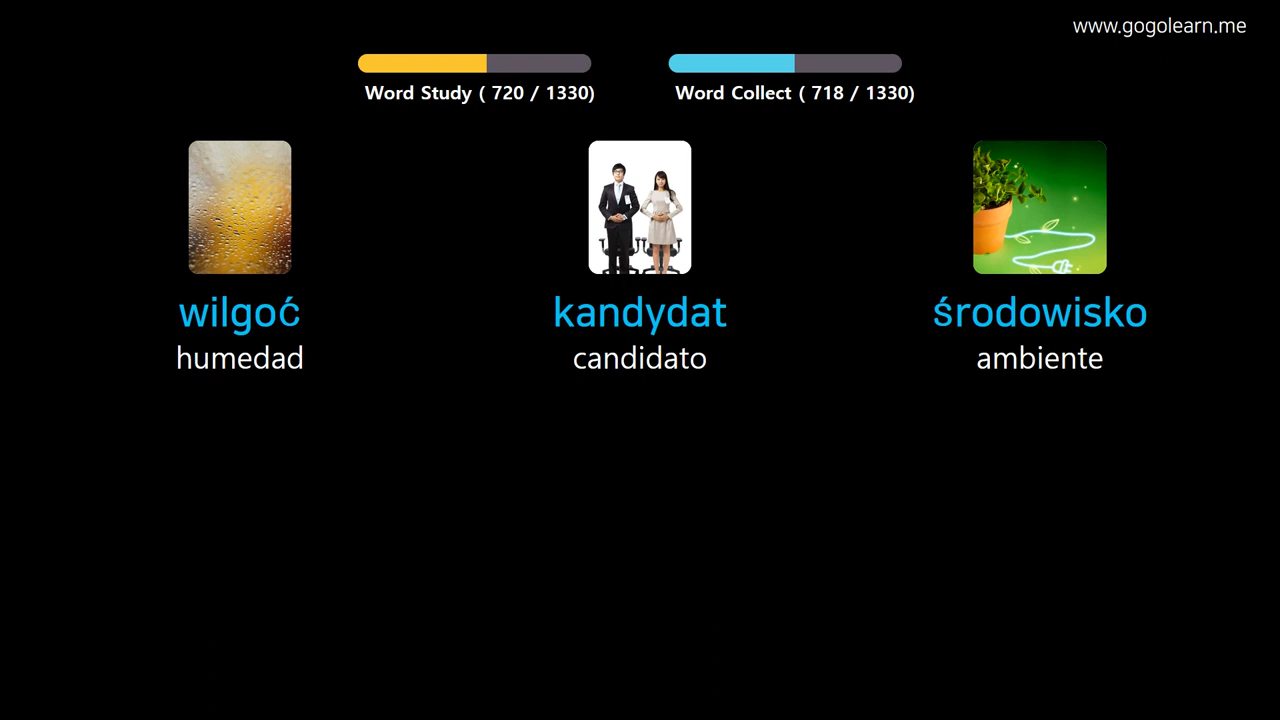 www.gogolearn.me
Word Study ( 720 / 1330)
Word Collect ( 718 / 1330)
wilgoć
humedad
kandydat
candidato
środowisko
ambiente